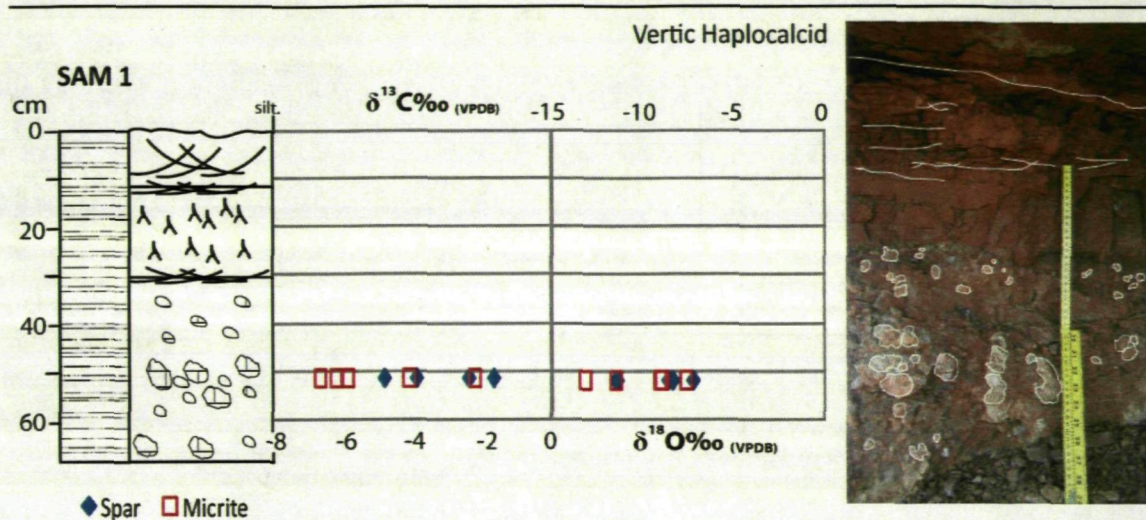 Vertic Haplocalcid
SAM 1
cm
silt.
δ¹³C‰ (VPDB)
-15
-10
-5
0
0
20
40
60
-8
-6
-4
-2
0
δ¹⁸O‰ (VPDB)
Spar
Micrite